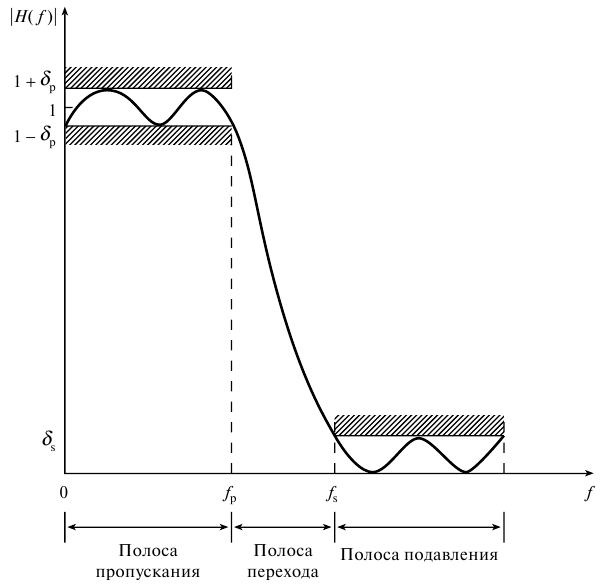 |H(f)|
1 + δp
1
1 – δp
δs
0
fp
fs
f
Полоса
пропускания
Полоса
перехода
Полоса подавления